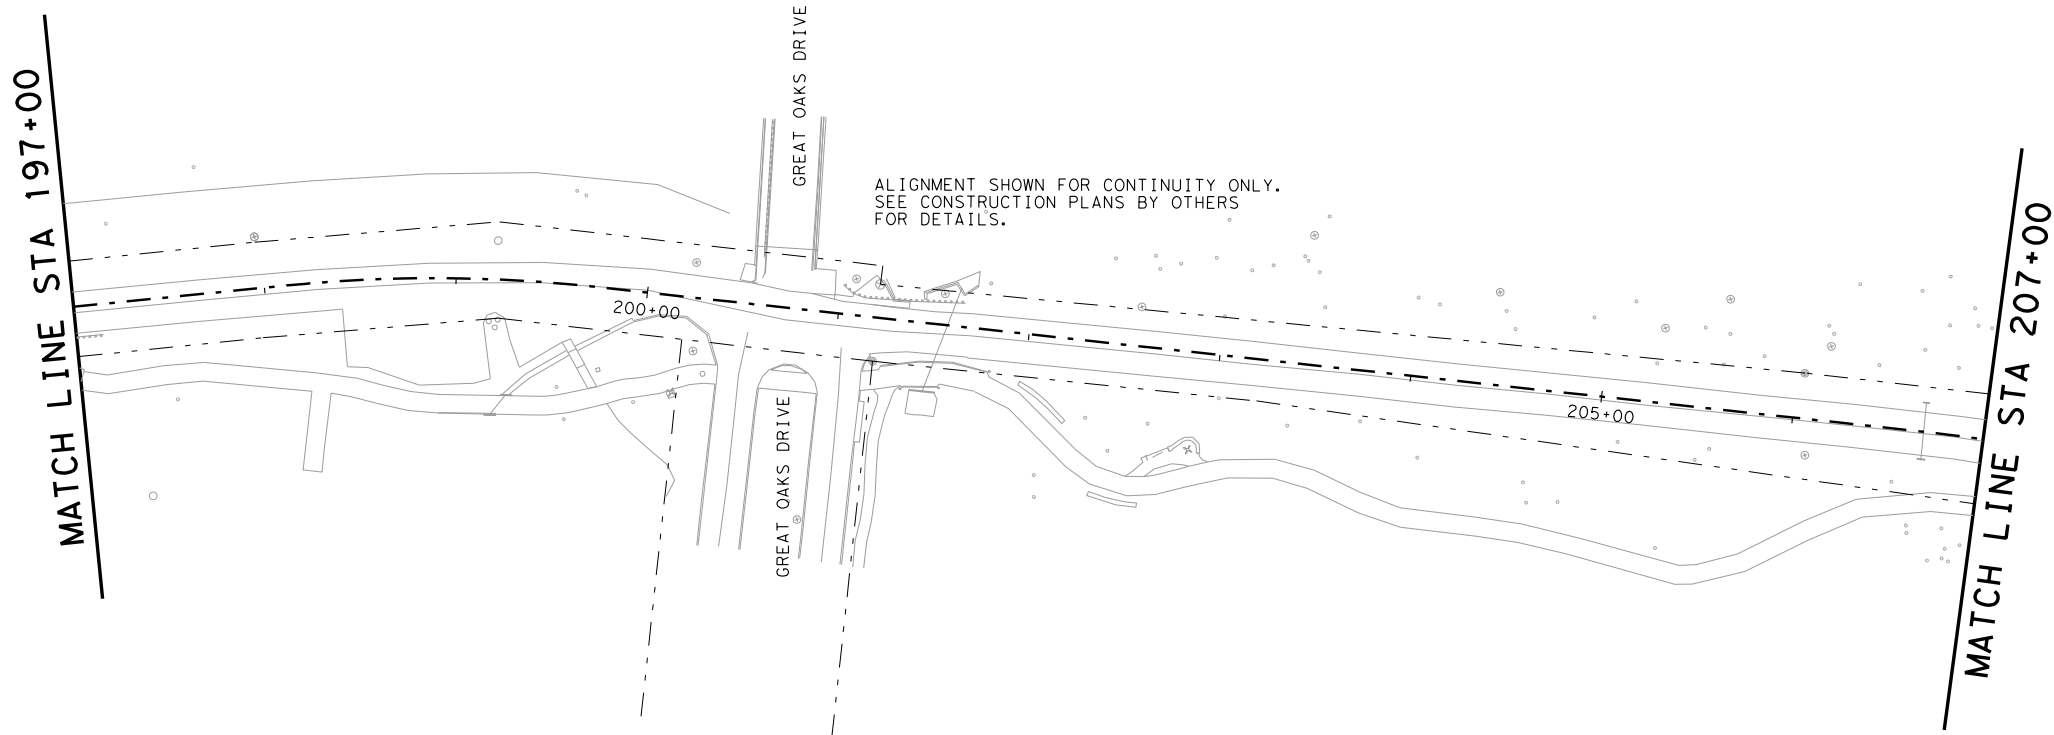 MATCH LINE STA 197+00
GREAT OAKS DRIVE
ALIGNMENT SHOWN FOR CONTINUITY ONLY.
SEE CONSTRUCTION PLANS BY OTHERS
FOR DETAILS.
200+00
205+00
GREAT OAKS DRIVE
MATCH LINE STA 207+00